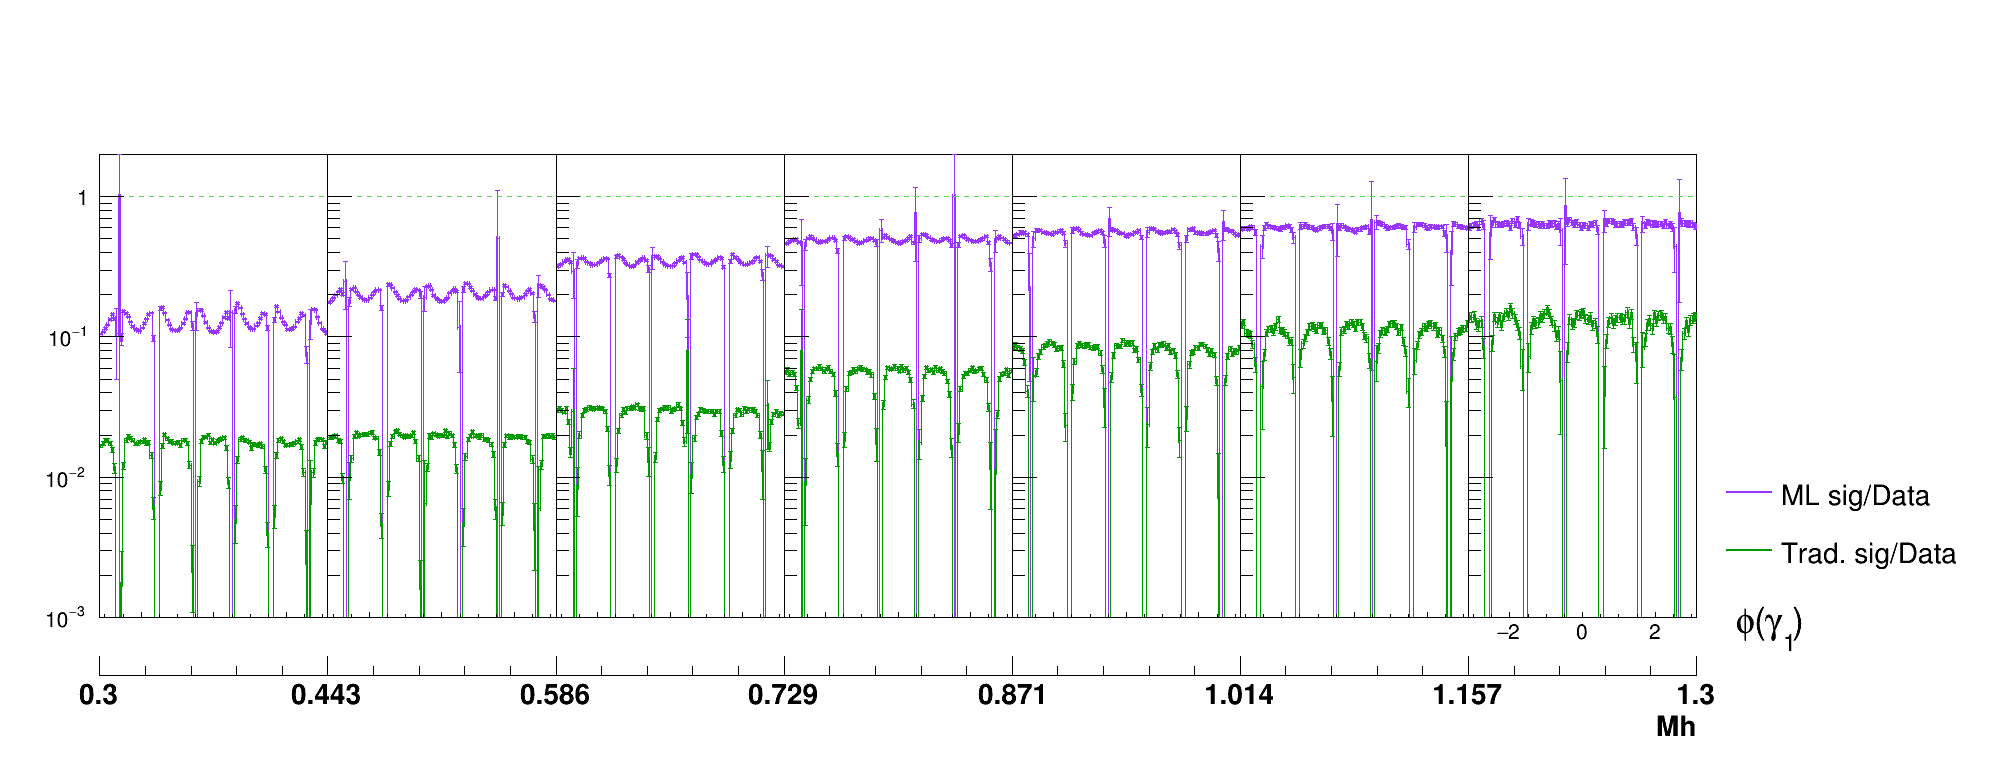 1
10⁻¹
10⁻²
10⁻³
ML sig/Data
Trad. sig/Data
−2 0 2
ϕ(γ₁)
0.3 0.443 0.586 0.729 0.871 1.014 1.157 1.3
Mh